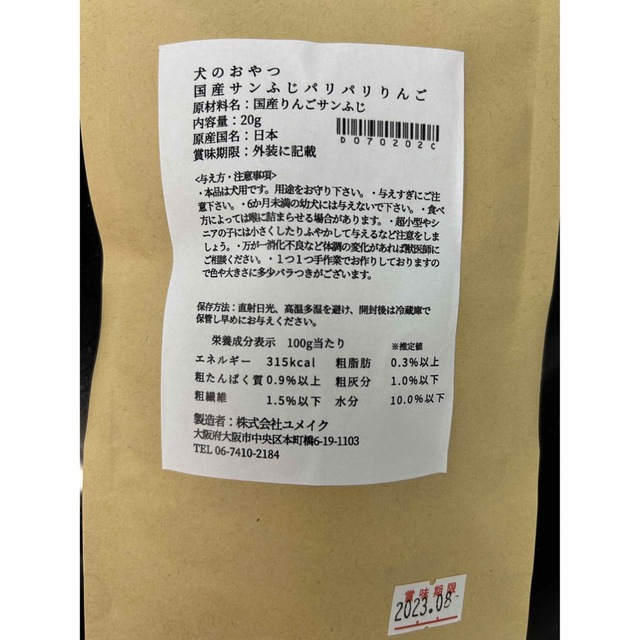 犬のおやつ
国産サンふじパリパリりんご
原材料名：国産りんごサンふじ
内容量：20g
原産国名：日本
賞味期限：外装に記載
D070202C
<与え方・注意事項>
・本品は犬用です。用途をお守り下さい。・与えすぎにご注
意下さい。・6か月未満の幼犬には与えないで下さい。・食べ
方によっては喉に詰まらせる場合があります。・超小型やシ
ニアの子には小さくしたりふやかして与えるなど注意をしま
しょう。・万が一消化不良など体調の変化があれば獣医師に
ご相談ください。・１つ１つ手作業でお作りしておりますの
で色や大きさに多少バラつきがございます。
保存方法：直射日光、高温多湿を避け、開封後は冷蔵庫で
保管し早めにお与えください。
栄養成分表示 100g当たり ※推定値
エネルギー 315kcal 粗脂肪 0.3%以上
粗たんぱく質 0.9%以上 粗灰分 1.0%以下
粗繊維 1.5%以下 水分 10.0%以下
製造者：株式会社ユメイク
大阪府大阪市中央区本町橋6-19-1103
TEL 06-7410-2184
賞味期限
2023.08